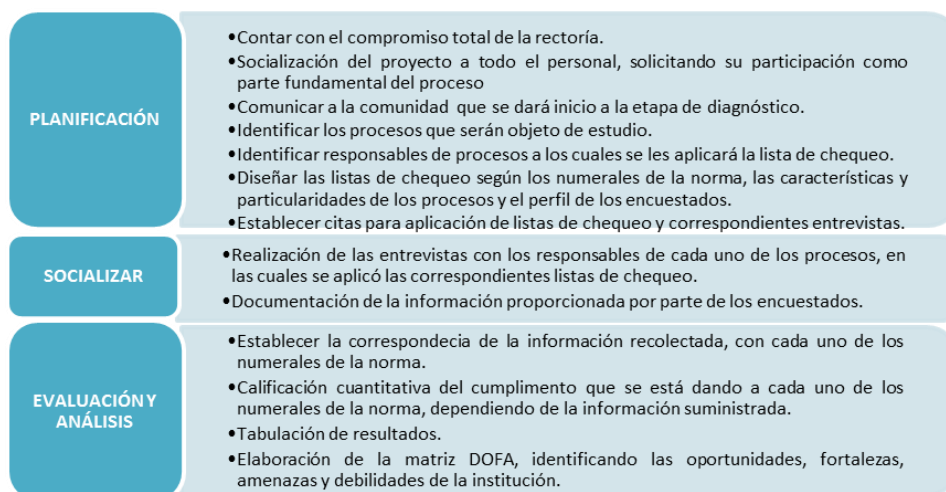 PLANIFICACIÓN
•Contar con el compromiso total de la rectoría.
•Socialización del proyecto a todo el personal, solicitando su participación como
parte fundamental del proceso
•Comunicar a la comunidad que se dará inicio a la etapa de diagnóstico.
•Identificar los procesos que serán objeto de estudio.
•Identificar responsables de procesos a los cuales se les aplicará la lista de chequeo.
•Diseñar las listas de chequeo según los numerales de la norma, las características y
particularidades de los procesos y el perfil de los encuestados.
•Establecer citas para aplicación de listas de chequeo y correspondientes entrevistas.
SOCIALIZAR
•Realización de las entrevistas con los responsables de cada uno de los procesos, en
las cuales se aplicó las correspondientes listas de chequeo.
•Documentación de la información proporcionada por parte de los encuestados.
EVALUACIÓN Y
ANÁLISIS
•Establecer la correspondecia de la información recolectada, con cada uno de los
numerales de la norma.
•Calificación cuantitativa del cumplimento que se está dando a cada uno de los
numerales de la norma, dependiendo de la información suministrada.
•Tabulación de resultados.
•Elaboración de la matriz DOFA, identificando las oportunidades, fortalezas,
amenazas y debilidades de la institución.